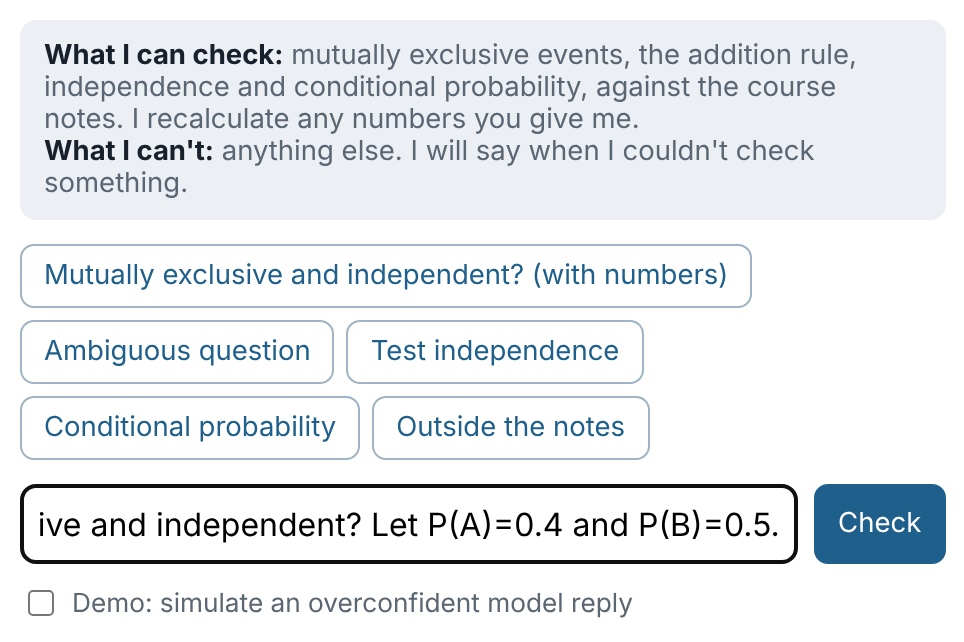 What I can check: mutually exclusive events, the addition rule,
independence and conditional probability, against the course
notes. I recalculate any numbers you give me.
What I can't: anything else. I will say when I couldn't check
something.
Mutually exclusive and independent? (with numbers)
Ambiguous question
Test independence
Conditional probability
Outside the notes
ive and independent? Let P(A)=0.4 and P(B)=0.5.
Check
Demo: simulate an overconfident model reply